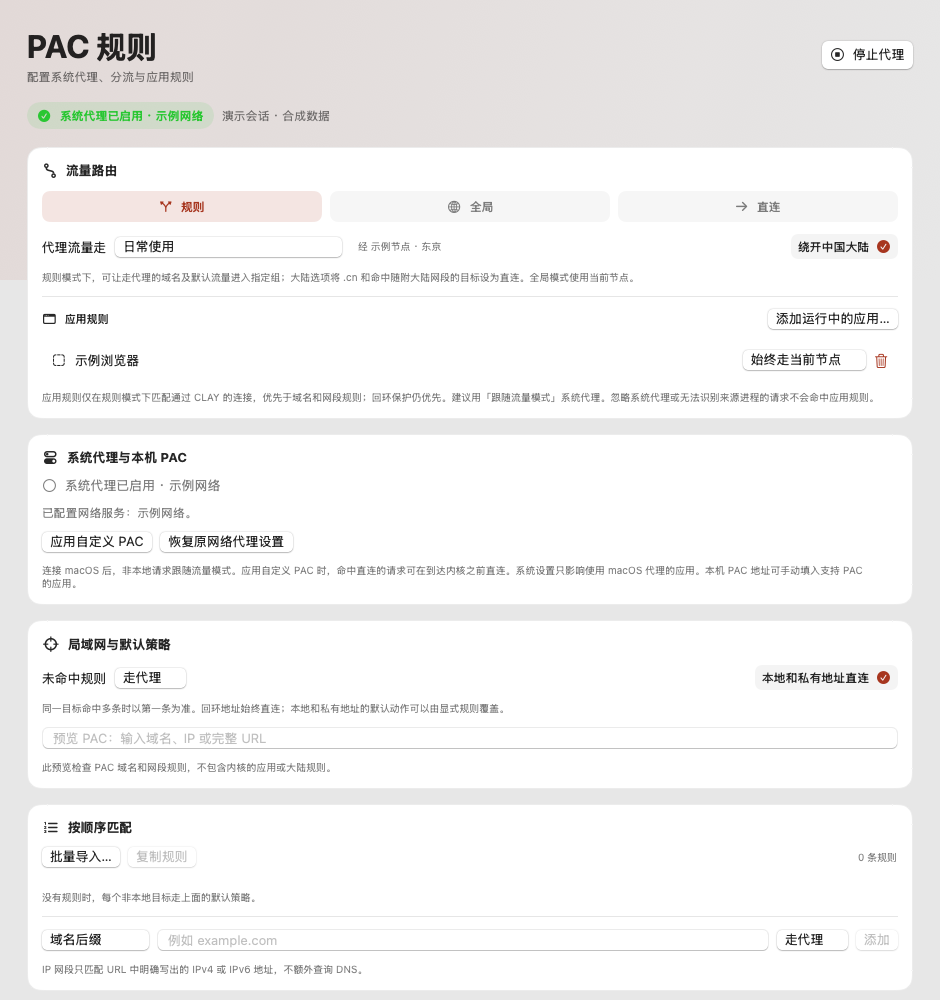 PAC 规则
停止代理
配置系统代理、分流与应用规则
系统代理已启用 · 示例网络
演示会话 · 合成数据
流量路由
规则
全局
直连
代理流量走
日常使用
经 示例节点 · 东京
绕开中国大陆
规则模式下，可让走代理的域名及默认流量进入指定组；大陆选项将 .cn 和命中随附大陆网段的目标设为直连。全局模式使用当前节点。
应用规则
添加运行中的应用...
示例浏览器
始终走当前节点
应用规则仅在规则模式下匹配通过 CLAY 的连接，优先于域名和网段规则；回环保护仍优先。建议用「跟随流量模式」系统代理。忽略系统代理或无法识别来源进程的请求不会命中应用规则。
系统代理与本机 PAC
系统代理已启用 · 示例网络
已配置网络服务：示例网络。
应用自定义 PAC
恢复原网络代理设置
连接 macOS 后，非本地请求跟随流量模式。应用自定义 PAC 时，命中直连的请求可在到达内核之前直连。系统设置只影响使用 macOS 代理的应用。本机 PAC 地址可手动填入支持 PAC
的应用。
局域网与默认策略
未命中规则
走代理
本地和私有地址直连
同一目标命中多条时以第一条为准。回环地址始终直连；本地和私有地址的默认动作可以由显式规则覆盖。
预览 PAC：输入域名、IP 或完整 URL
此预览检查 PAC 域名和网段规则，不包含内核的应用或大陆规则。
按顺序匹配
批量导入...
复制规则
0 条规则
没有规则时，每个非本地目标走上面的默认策略。
域名后缀
例如 example.com
走代理
添加
IP 网段只匹配 URL 中明确写出的 IPv4 或 IPv6 地址，不额外查询 DNS。